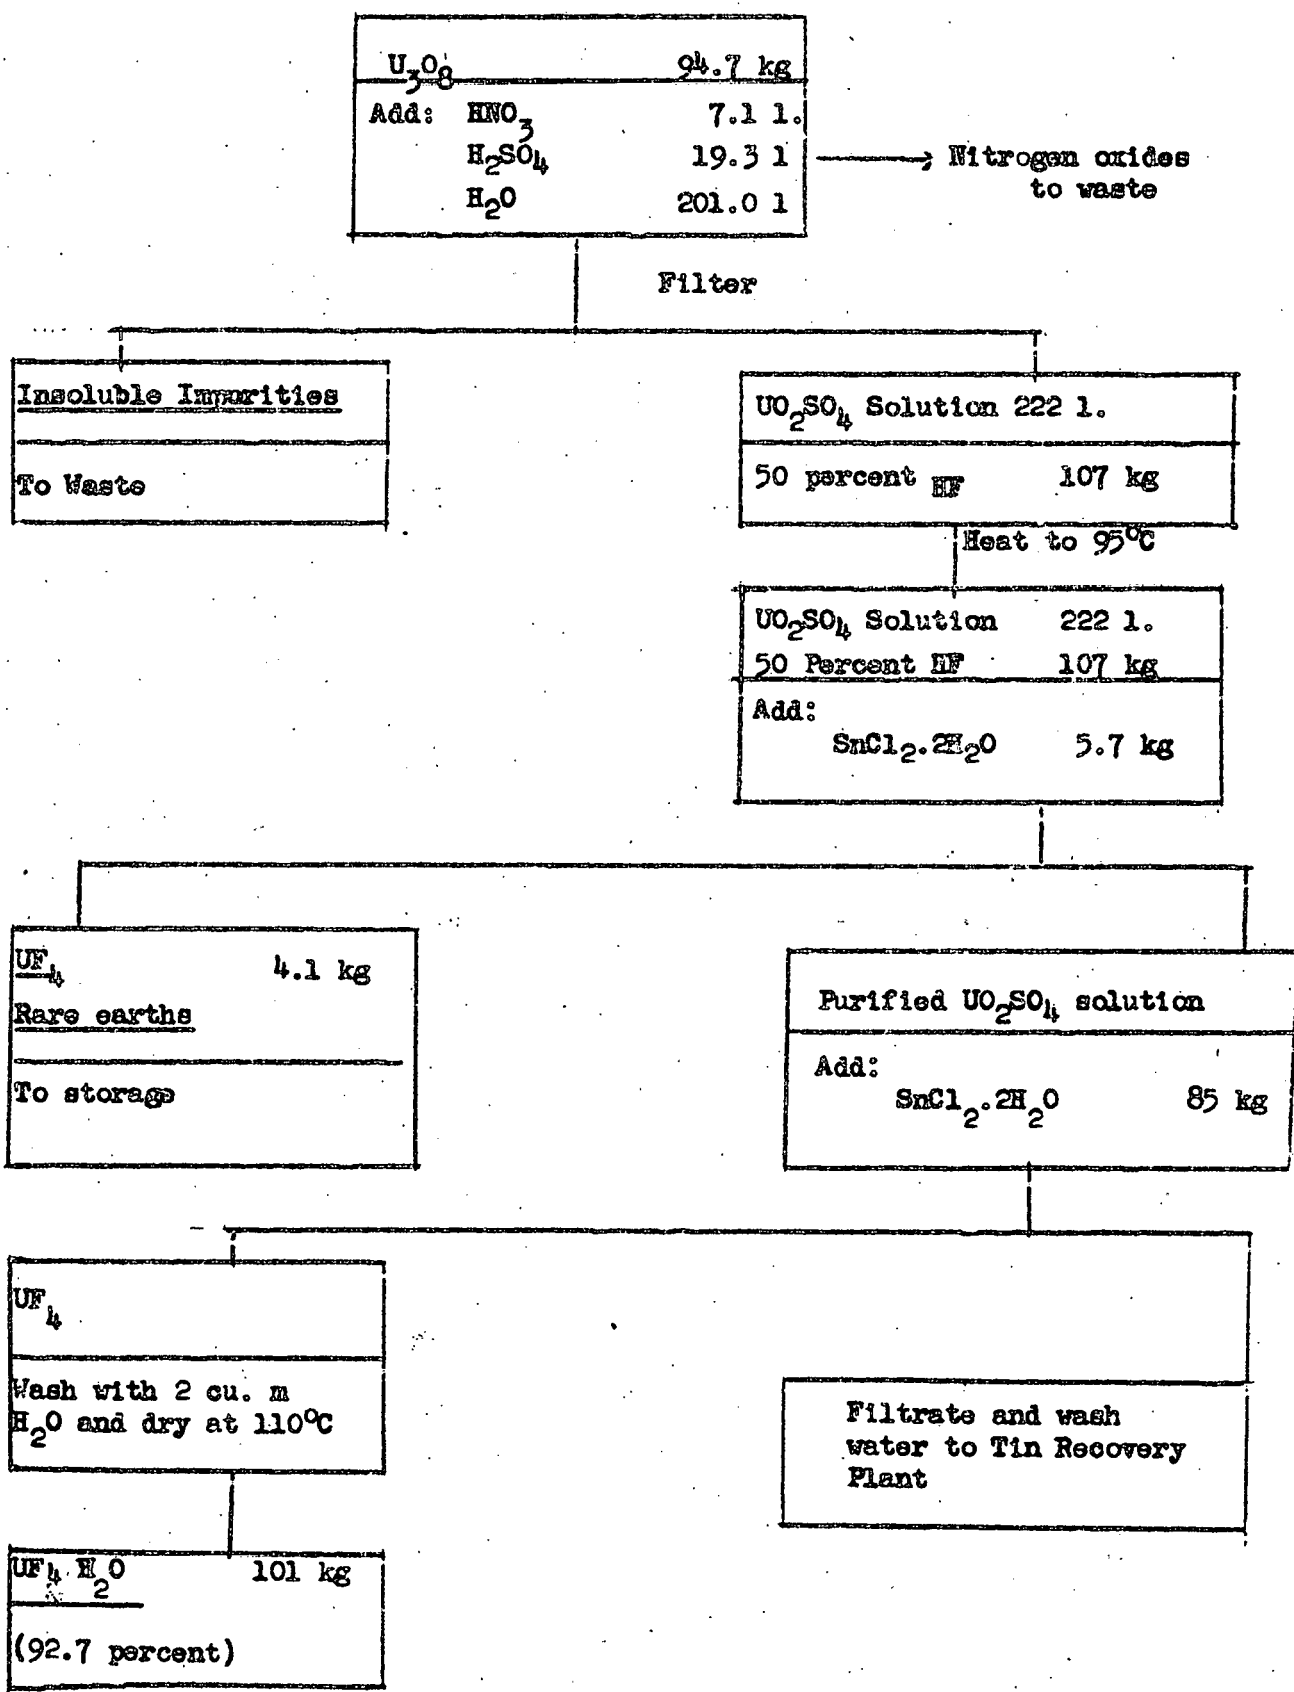 U3O8 94.7 kg
Add: HNO3 7.1 l.
H2SO4 19.3 l
H2O 201.0 l
Nitrogen oxides
to waste
Filter
Insoluble Impurities
To Waste
UO2SO4 Solution 222 l.
50 percent HF 107 kg
Heat to 95°C
UO2SO4 Solution 222 l.
50 Percent HF 107 kg
Add:
SnCl2.2H2O 5.7 kg
UF4 4.1 kg
Rare earths
To storage
Purified UO2SO4 solution
Add:
SnCl2.2H2O 85 kg
UF4
Wash with 2 cu. m
H2O and dry at 110°C
Filtrate and wash
water to Tin Recovery
Plant
UF4 H2O 101 kg
(92.7 percent)